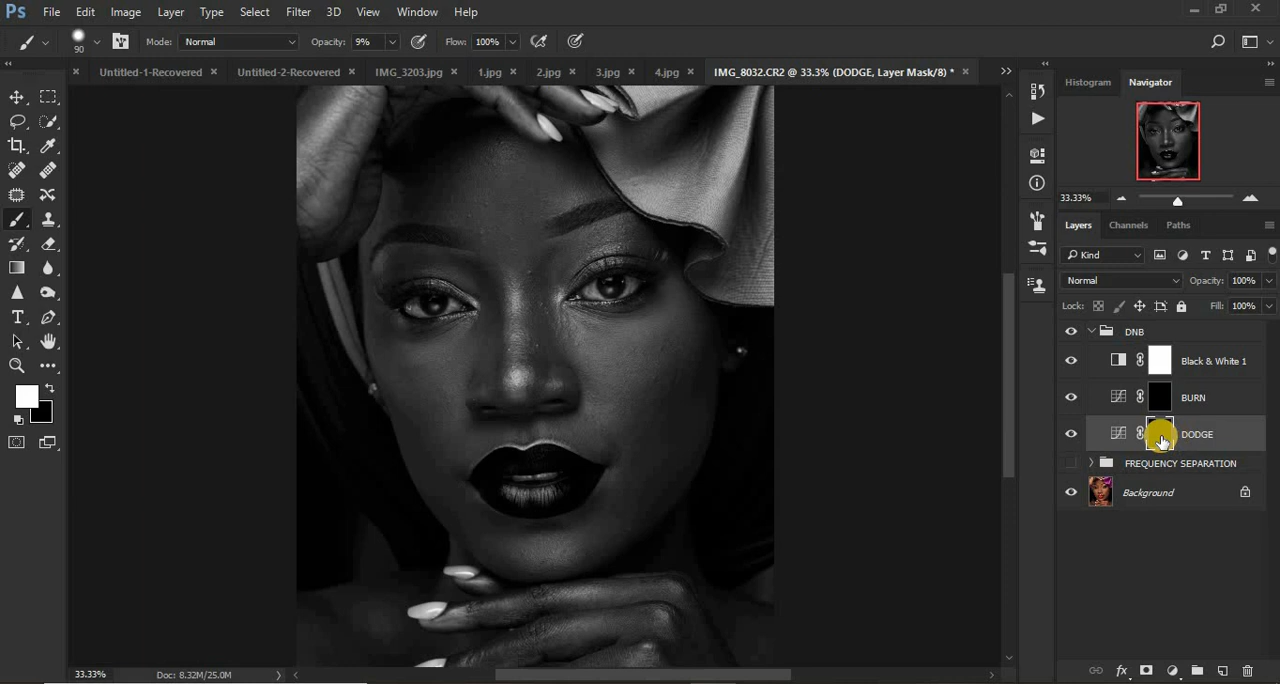 Ps File Edit Image Layer Type Select Filter 3D View Window Help
90 Mode: Normal Opacity: 9% Flow: 100%
Untitled-1-Recovered × Untitled-2-Recovered × IMG_3203.jpg × 1.jpg × 2.jpg × 3.jpg × 4.jpg × IMG_8032.CR2 @ 33.3% (DODGE, Layer Mask/8) * ×
Histogram Navigator
33.33%
Layers Channels Paths
Kind
Normal Opacity: 100%
Lock: Fill: 100%
DNB
Black & White 1
BURN
DODGE
FREQUENCY SEPARATION
Background
33.33% Doc: 8.32M/25.0M